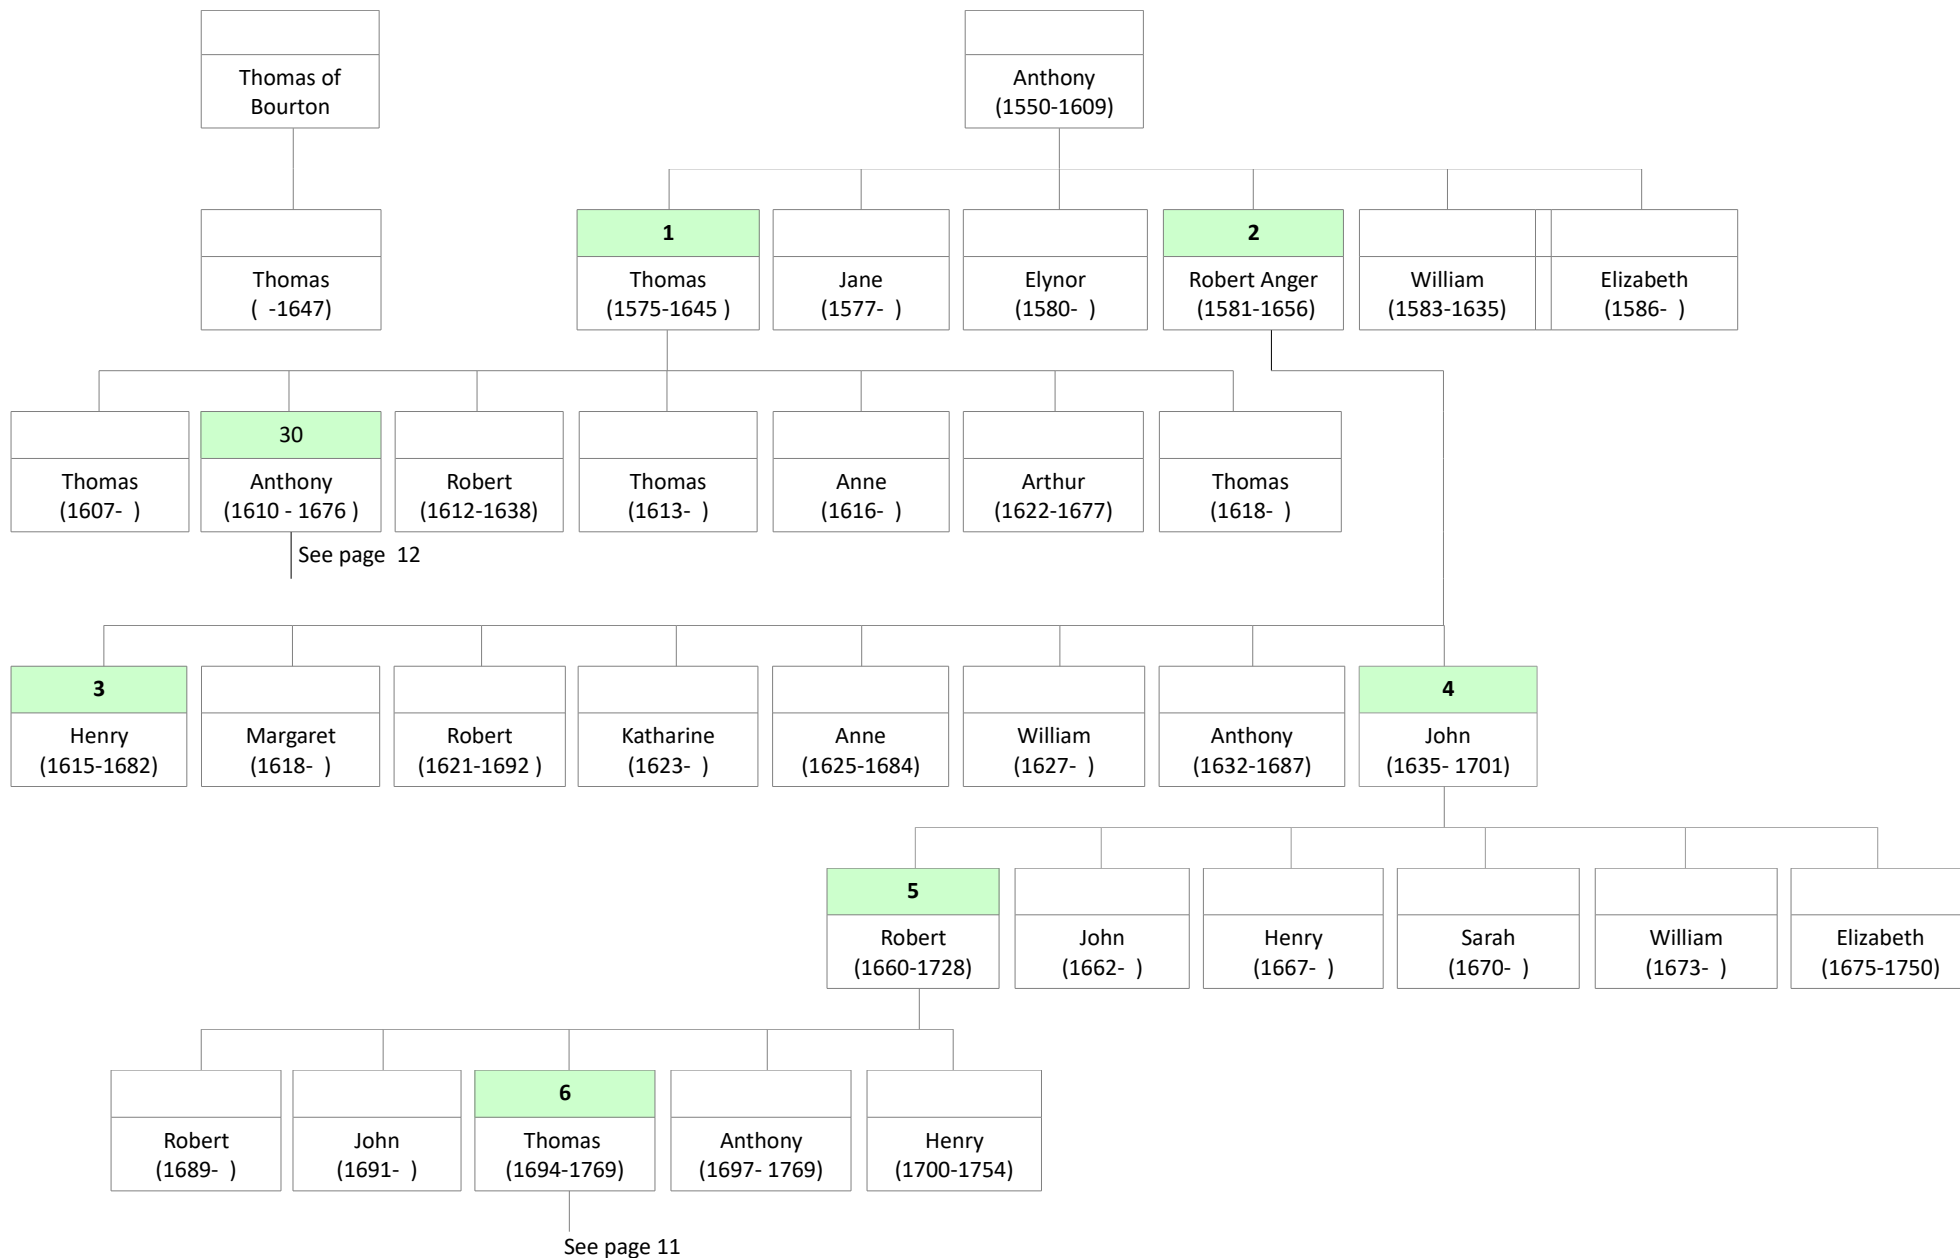 Thomas of
Bourton
Anthony
(1550-1609)
Thomas
(  -1647)
1
Thomas
(1575-1645 )
Jane
(1577-  )
Elynor
(1580-  )
2
Robert Anger
(1581-1656)
William
(1583-1635)
Elizabeth
(1586-  )
Thomas
(1607-  )
30
Anthony
(1610 - 1676 )
Robert
(1612-1638)
Thomas
(1613-  )
Anne
(1616-  )
Arthur
(1622-1677)
Thomas
(1618-  )
See page  12
3
Henry
(1615-1682)
Margaret
(1618-  )
Robert
(1621-1692 )
Katharine
(1623-  )
Anne
(1625-1684)
William
(1627-  )
Anthony
(1632-1687)
4
John
(1635- 1701)
5
Robert
(1660-1728)
John
(1662-  )
Henry
(1667-  )
Sarah
(1670-  )
William
(1673-  )
Elizabeth
(1675-1750)
Robert
(1689-  )
John
(1691-  )
6
Thomas
(1694-1769)
Anthony
(1697- 1769)
Henry
(1700-1754)
See page 11